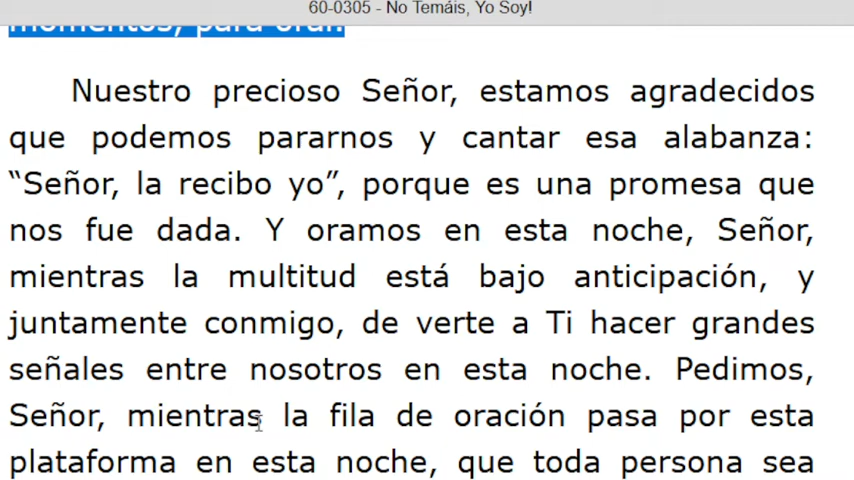 60-0305 - No Temáis, Yo Soy!
momentos, para orar.
Nuestro precioso Señor, estamos agradecidos
que podemos pararnos y cantar esa alabanza:
“Señor, la recibo yo”, porque es una promesa que
nos fue dada. Y oramos en esta noche, Señor,
mientras la multitud está bajo anticipación, y
juntamente conmigo, de verte a Ti hacer grandes
señales entre nosotros en esta noche. Pedimos,
Señor, mientras la fila de oración pasa por esta
plataforma en esta noche, que toda persona sea